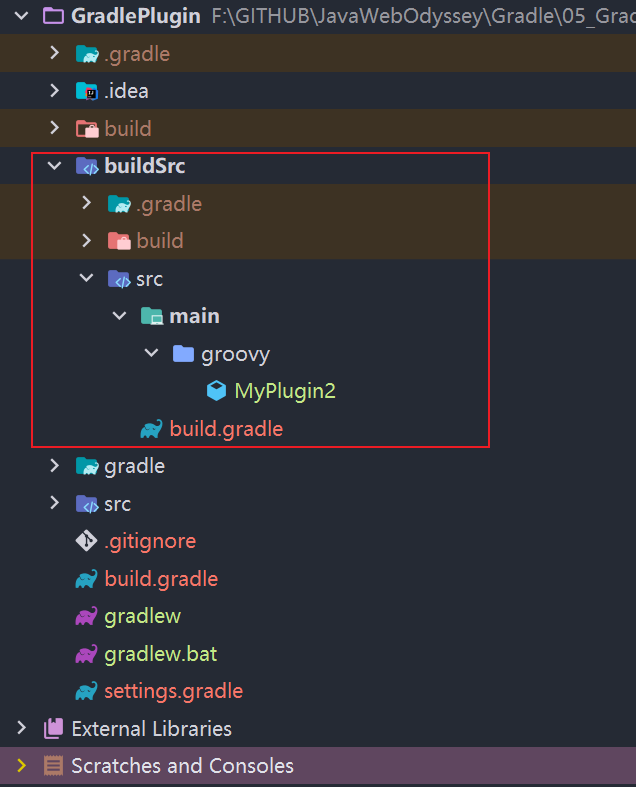 GradlePlugin F:\GITHUB\JavaWebOdyssey\Gradle\05_Grad
.gradle
.idea
build
buildSrc
.gradle
build
src
main
groovy
MyPlugin2
build.gradle
gradle
src
.gitignore
build.gradle
gradlew
gradlew.bat
settings.gradle
External Libraries
Scratches and Consoles